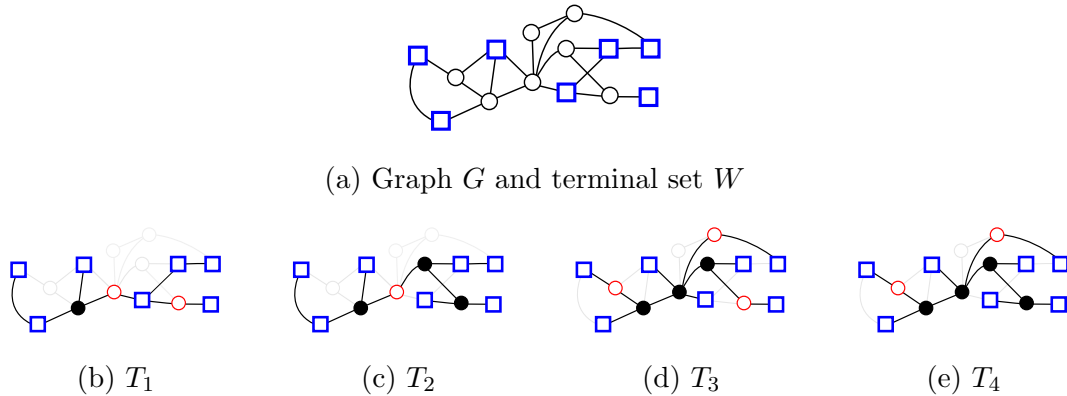 (a) Graph G and terminal set W
(b) T₁ (c) T₂ (d) T₃ (e) T₄